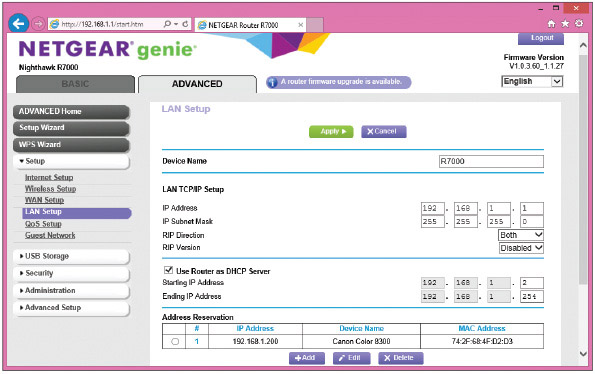 http://192.168.1.1/start.htm
NETGEAR Router R7000
NETGEAR® genie®
Logout
Nighthawk R7000
Firmware Version
V1.0.3.60_1.1.27
BASIC
ADVANCED
A router firmware upgrade is available.
English
ADVANCED Home
Setup Wizard
WPS Wizard
Setup
Internet Setup
Wireless Setup
WAN Setup
LAN Setup
QoS Setup
Guest Network
USB Storage
Security
Administration
Advanced Setup
LAN Setup
Apply
X Cancel
Device Name
R7000
LAN TCP/IP Setup
IP Address 192 . 168 . 1 . 1
IP Subnet Mask 255 . 255 . 255 . 0
RIP Direction Both
RIP Version Disabled
Use Router as DHCP Server
Starting IP Address 192 . 168 . 1 . 2
Ending IP Address 192 . 168 . 1 . 254
Address Reservation
# IP Address Device Name MAC Address
1 192.168.1.200 Canon Color 8300 74:2F:68:4F:D2:D3
+Add Edit X Delete